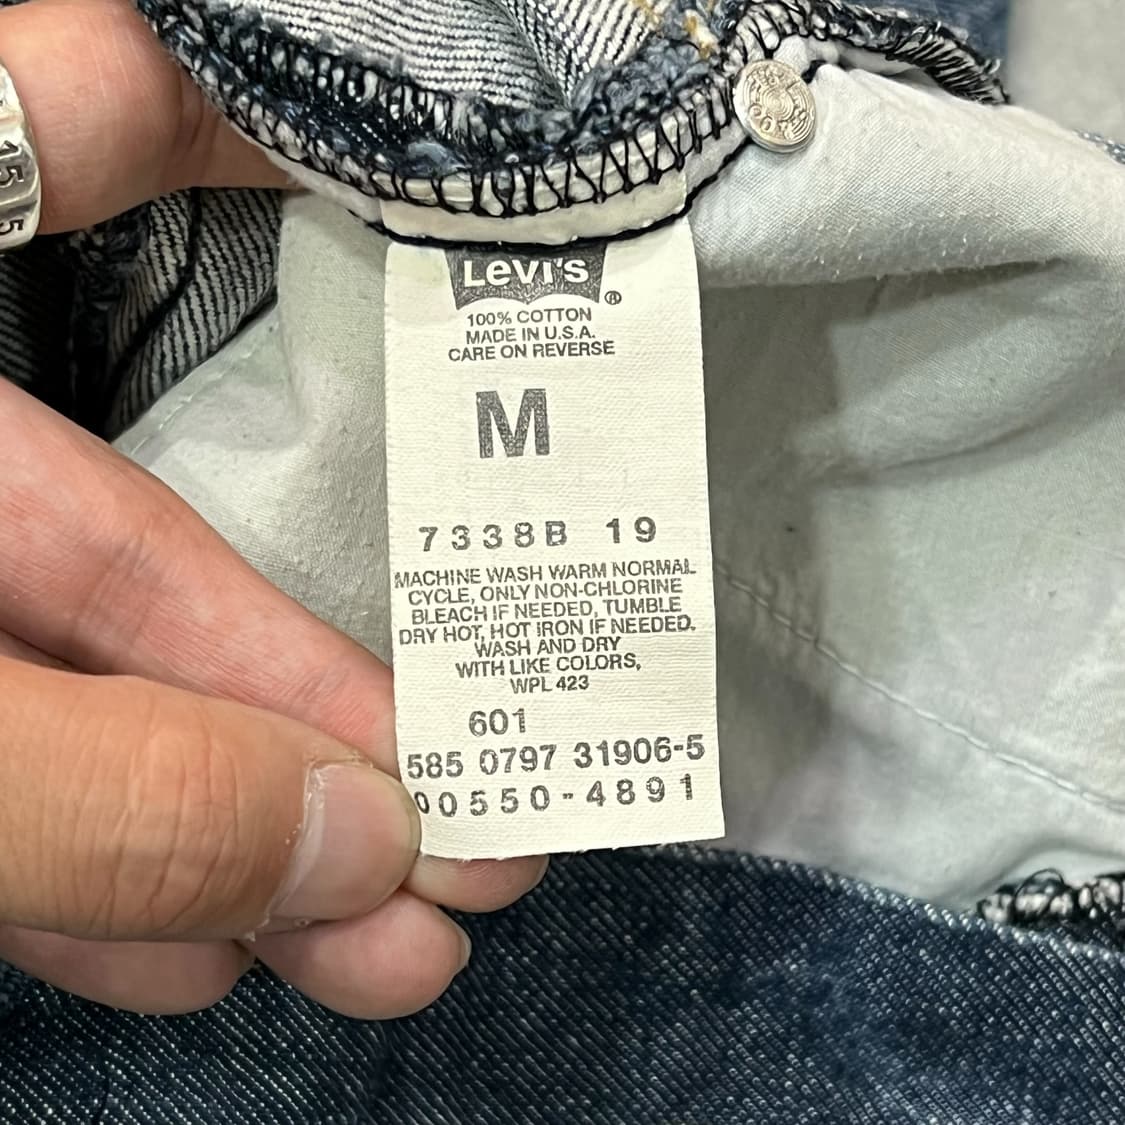 15
5
Levi's
®
100% COTTON
MADE IN U.S.A.
CARE ON REVERSE
M
7338B 19
MACHINE WASH WARM NORMAL
CYCLE, ONLY NON-CHLORINE
BLEACH IF NEEDED, TUMBLE
DRY HOT, HOT IRON IF NEEDED.
WASH AND DRY
WITH LIKE COLORS,
WPL 423
601
585 0797 31906-5
00550-4891